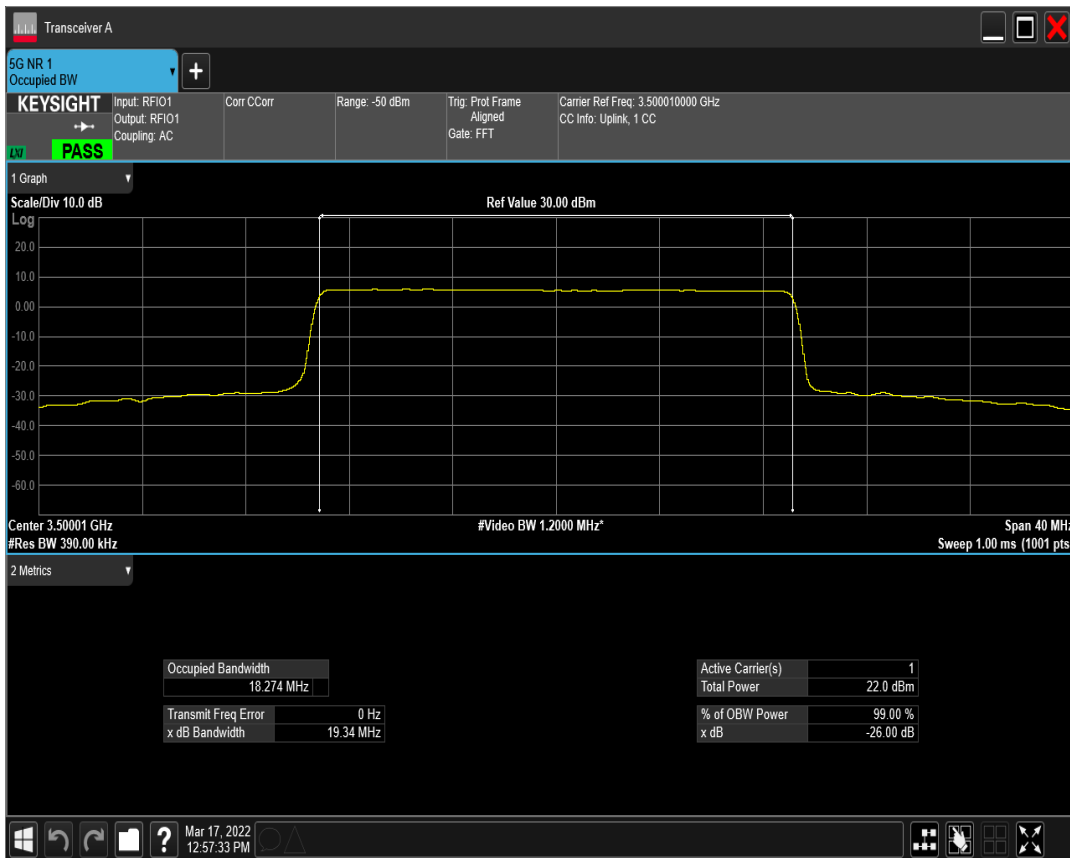 Transceiver A
5G NR 1
Occupied BW
KEYSIGHT
LXI
PASS
Input: RFIO1
Output: RFIO1
Coupling: AC
Corr CCorr
Range: -50 dBm
Trig: Prot Frame
Aligned
Gate: FFT
Carrier Ref Freq: 3.500010000 GHz
CC Info: Uplink, 1 CC
1 Graph
Scale/Div 10.0 dB
Ref Value 30.00 dBm
Log
20.0
10.0
0.00
-10.0
-20.0
-30.0
-40.0
-50.0
-60.0
Center 3.50001 GHz
#Video BW 1.2000 MHz*
Span 40 MHz
#Res BW 390.00 kHz
Sweep 1.00 ms (1001 pts
2 Metrics
Occupied Bandwidth
18.274 MHz
Transmit Freq Error 0 Hz
x dB Bandwidth 19.34 MHz
Active Carrier(s) 1
Total Power 22.0 dBm
% of OBW Power 99.00 %
x dB -26.00 dB
Mar 17, 2022
12:57:33 PM